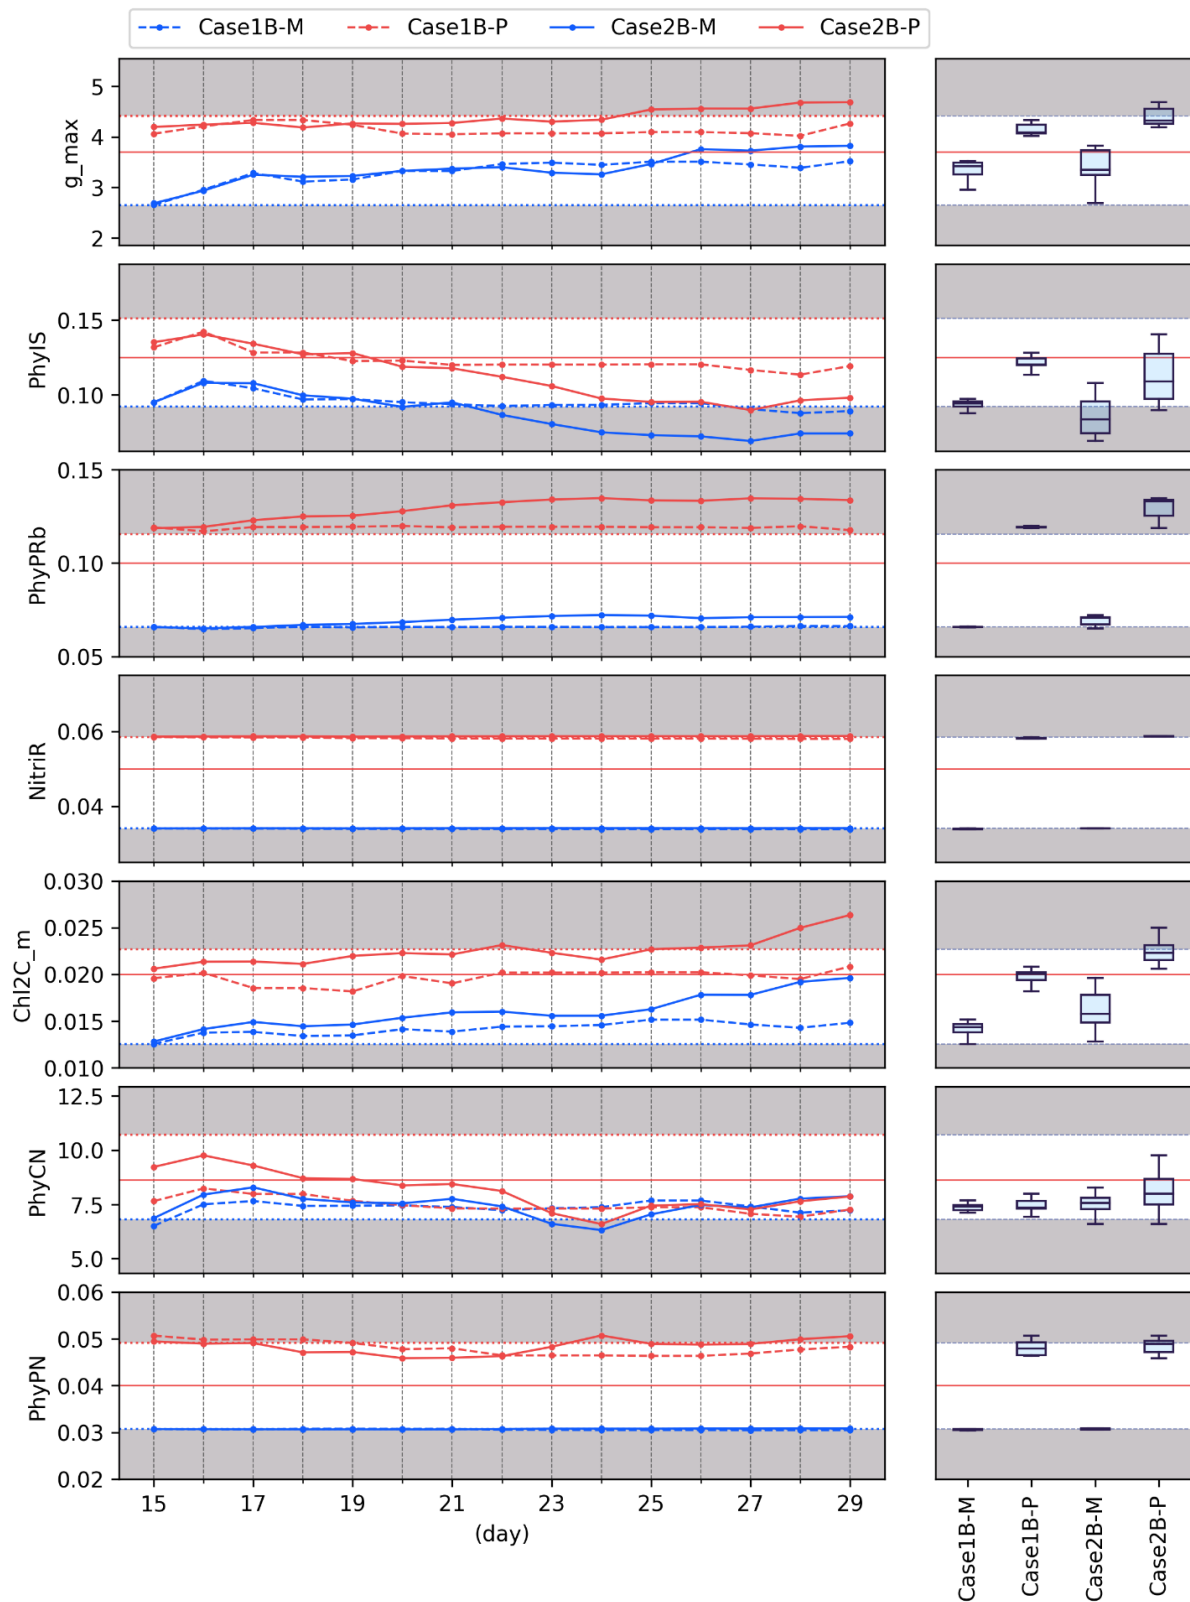 Case1B-M Case1B-P Case2B-M Case2B-P
g_max
5
4
3
2
PhyIS
0.15
0.10
PhyPRb
0.15
0.10
0.05
NitriR
0.06
0.04
Chl2C_m
0.030
0.025
0.020
0.015
0.010
PhyCN
12.5
10.0
7.5
5.0
PhyPN
0.06
0.05
0.04
0.03
0.02
15 17 19 21 23 25 27 29
(day)
Case1B-M
Case1B-P
Case2B-M
Case2B-P